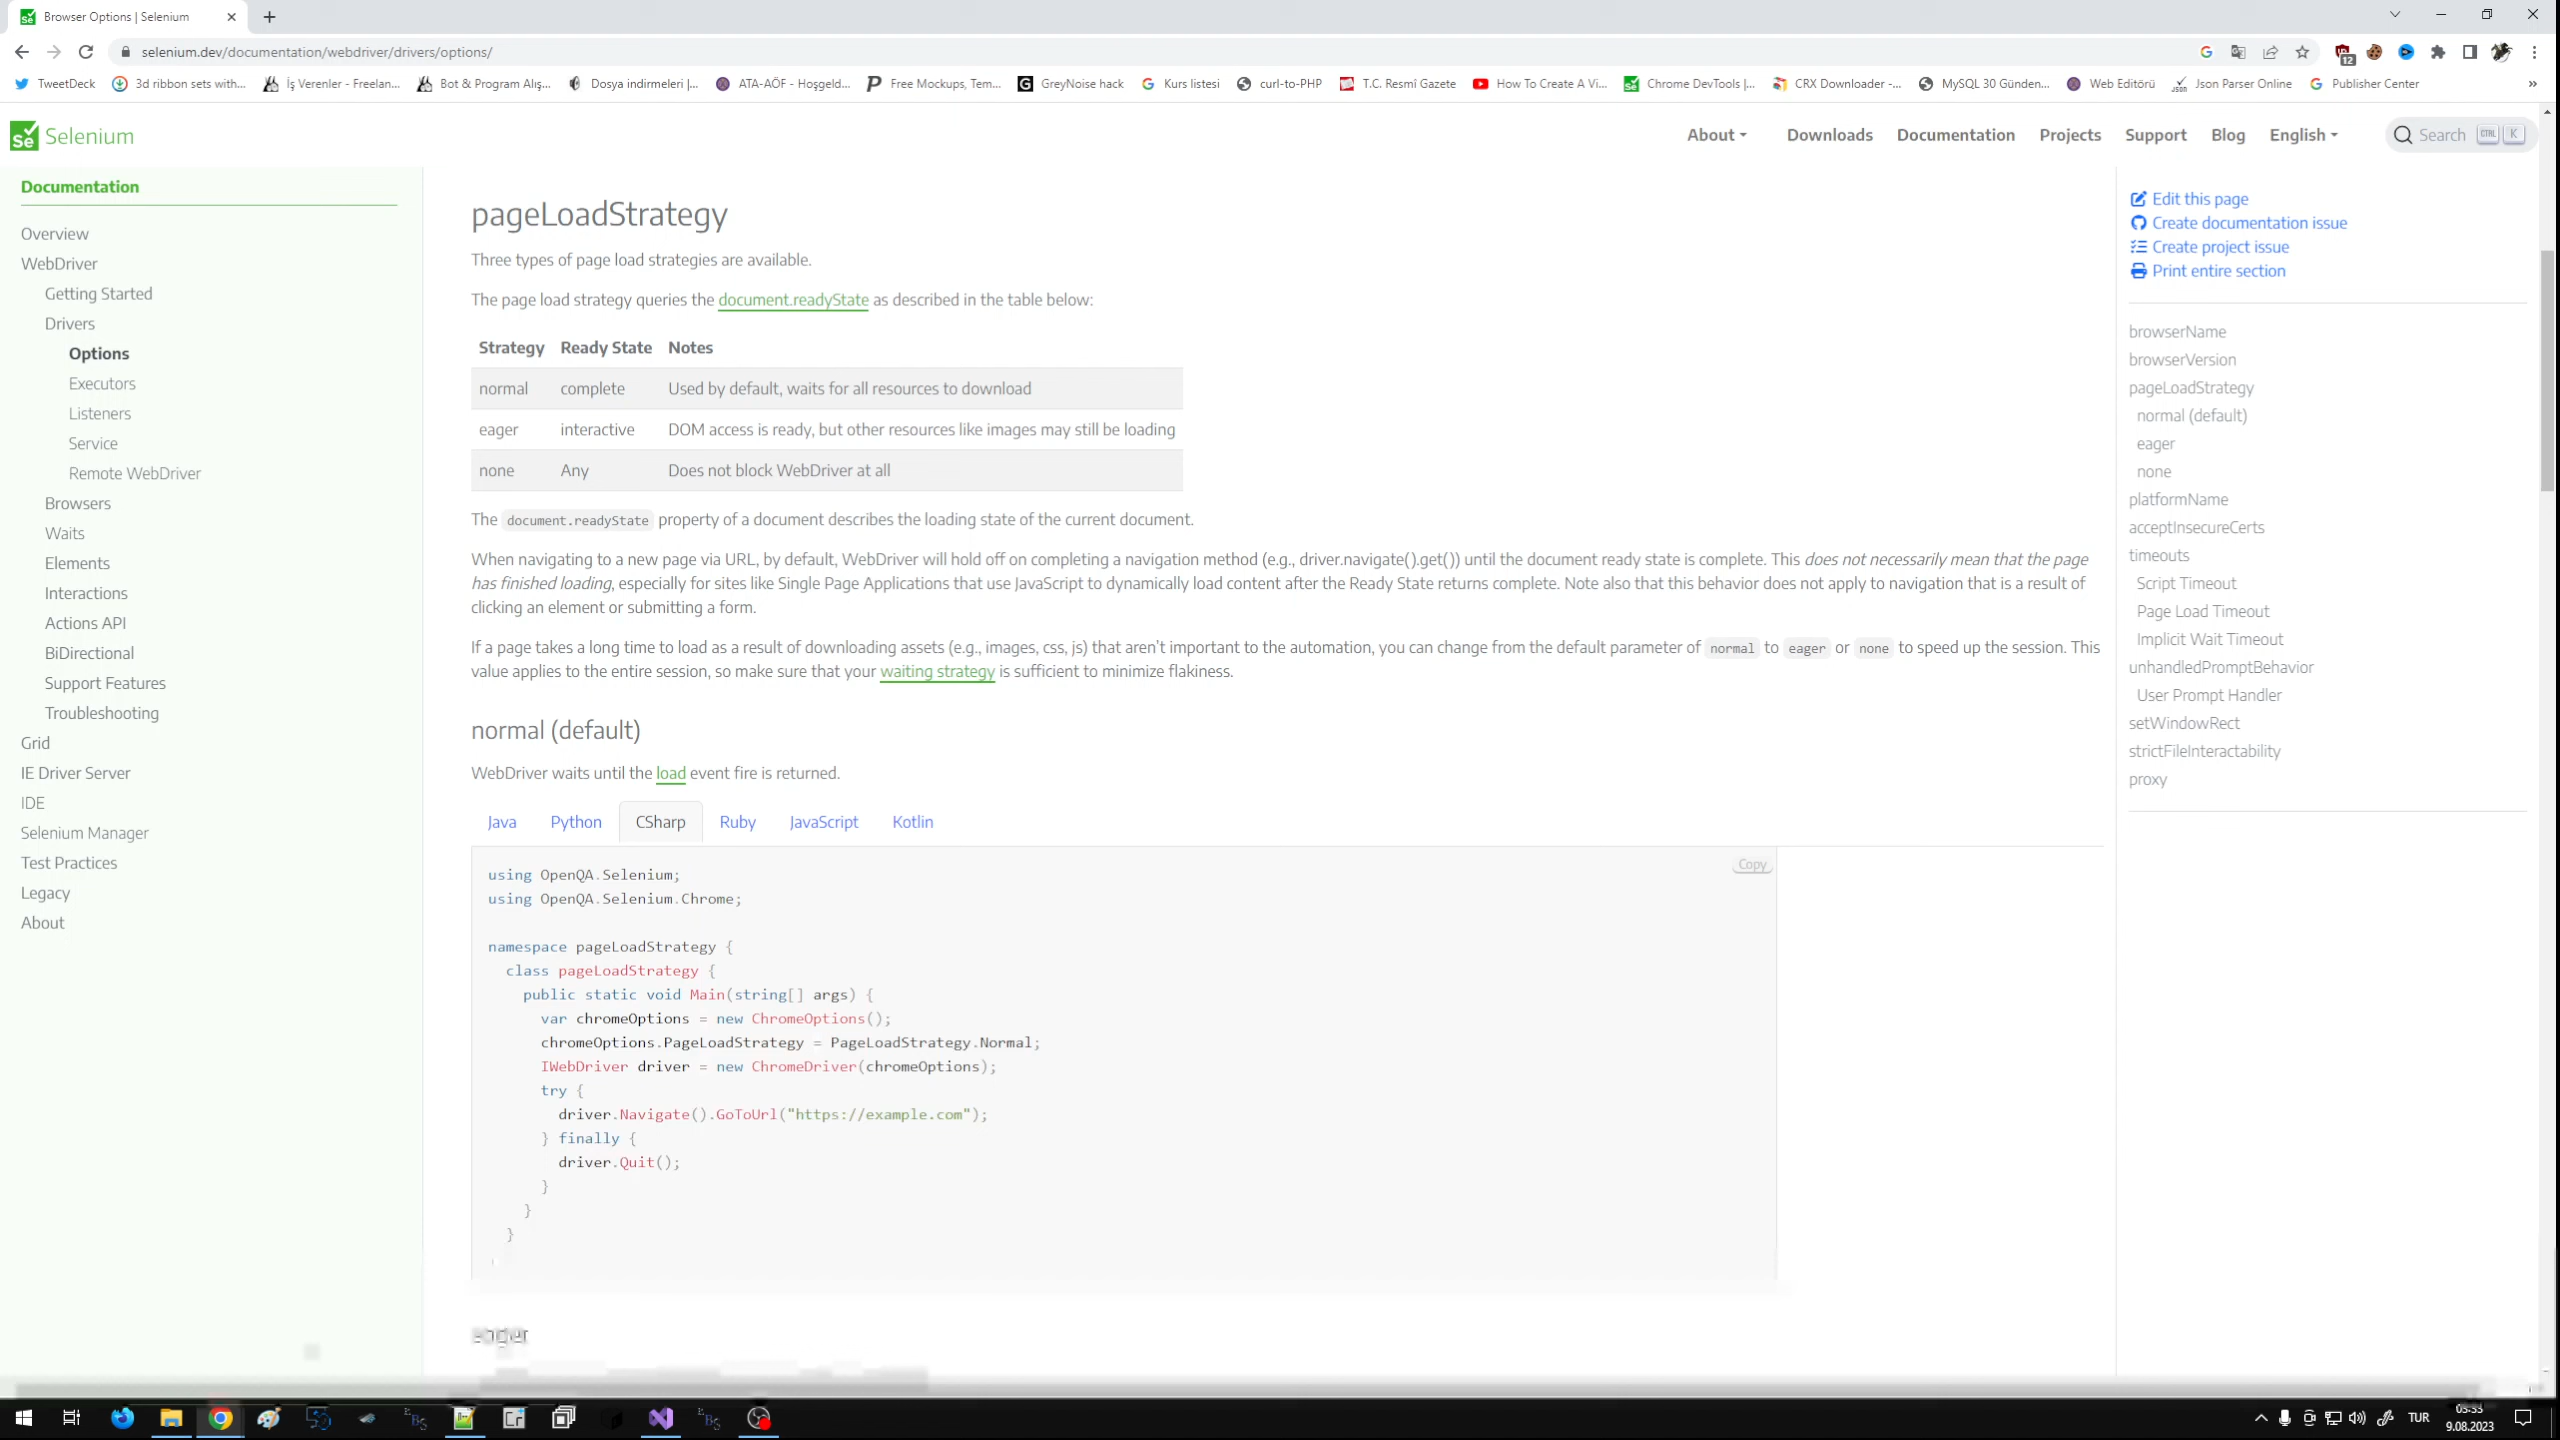 Browser Options | Selenium
selenium.dev/documentation/webdriver/drivers/options/
12
TweetDeck
3d ribbon sets with...
İş Verenler - Freelan...
Bot & Program Alış...
Dosya indirmeleri |...
ATA-AÖF - Hoşgeld...
Free Mockups, Tem...
GreyNoise hack
Kurs listesi
curl-to-PHP
T.C. Resmî Gazete
How To Create A Vi...
Chrome DevTools |...
CRX Downloader -...
MySQL 30 Günden...
Web Editörü
Json Parser Online
Publisher Center
Se Selenium
About
Downloads
Documentation
Projects
Support
Blog
English
Search CTRL K
Documentation
Overview
WebDriver
Getting Started
Drivers
Options
Executors
Listeners
Service
Remote WebDriver
Browsers
Waits
Elements
Interactions
Actions API
BiDirectional
Support Features
Troubleshooting
Grid
IE Driver Server
IDE
Selenium Manager
Test Practices
Legacy
About
pageLoadStrategy
Three types of page load strategies are available.
The page load strategy queries the document.readyState as described in the table below:
Strategy Ready State Notes
normal complete Used by default, waits for all resources to download
eager interactive DOM access is ready, but other resources like images may still be loading
none Any Does not block WebDriver at all
The document.readyState property of a document describes the loading state of the current document.
When navigating to a new page via URL, by default, WebDriver will hold off on completing a navigation method (e.g., driver.navigate().get()) until the document ready state is complete. This does not necessarily mean that the page
has finished loading, especially for sites like Single Page Applications that use JavaScript to dynamically load content after the Ready State returns complete. Note also that this behavior does not apply to navigation that is a result of
clicking an element or submitting a form.
If a page takes a long time to load as a result of downloading assets (e.g., images, css, js) that aren't important to the automation, you can change from the default parameter of normal to eager or none to speed up the session. This
value applies to the entire session, so make sure that your waiting strategy is sufficient to minimize flakiness.
normal (default)
WebDriver waits until the load event fire is returned.
Java Python CSharp Ruby JavaScript Kotlin
Copy
using OpenQA.Selenium;
using OpenQA.Selenium.Chrome;
namespace pageLoadStrategy {
class pageLoadStrategy {
public static void Main(string[] args) {
var chromeOptions = new ChromeOptions();
chromeOptions.PageLoadStrategy = PageLoadStrategy.Normal;
IWebDriver driver = new ChromeDriver(chromeOptions);
try {
driver.Navigate().GoToUrl("https://example.com");
} finally {
driver.Quit();
}
}
}
eager
Edit this page
Create documentation issue
Create project issue
Print entire section
browserName
browserVersion
pageLoadStrategy
normal (default)
eager
none
platformName
acceptInsecureCerts
timeouts
Script Timeout
Page Load Timeout
Implicit Wait Timeout
unhandledPromptBehavior
User Prompt Handler
setWindowRect
strictFileInteractability
proxy
TUR
03:33
9.08.2023